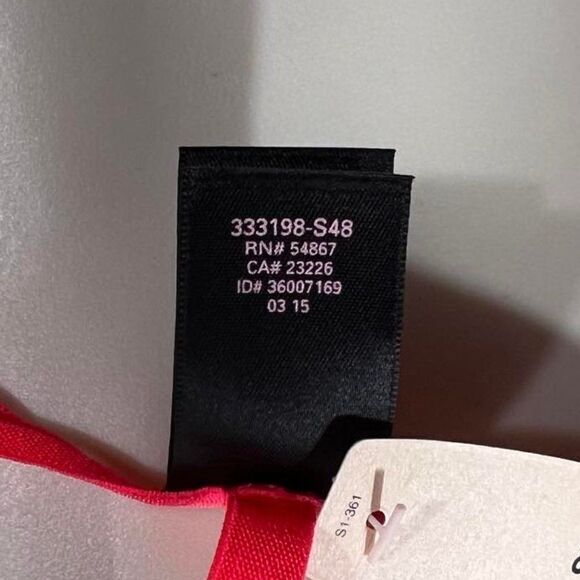 333198-S48
RN# 54867
CA# 23226
ID# 36007169
03 15
S1-361